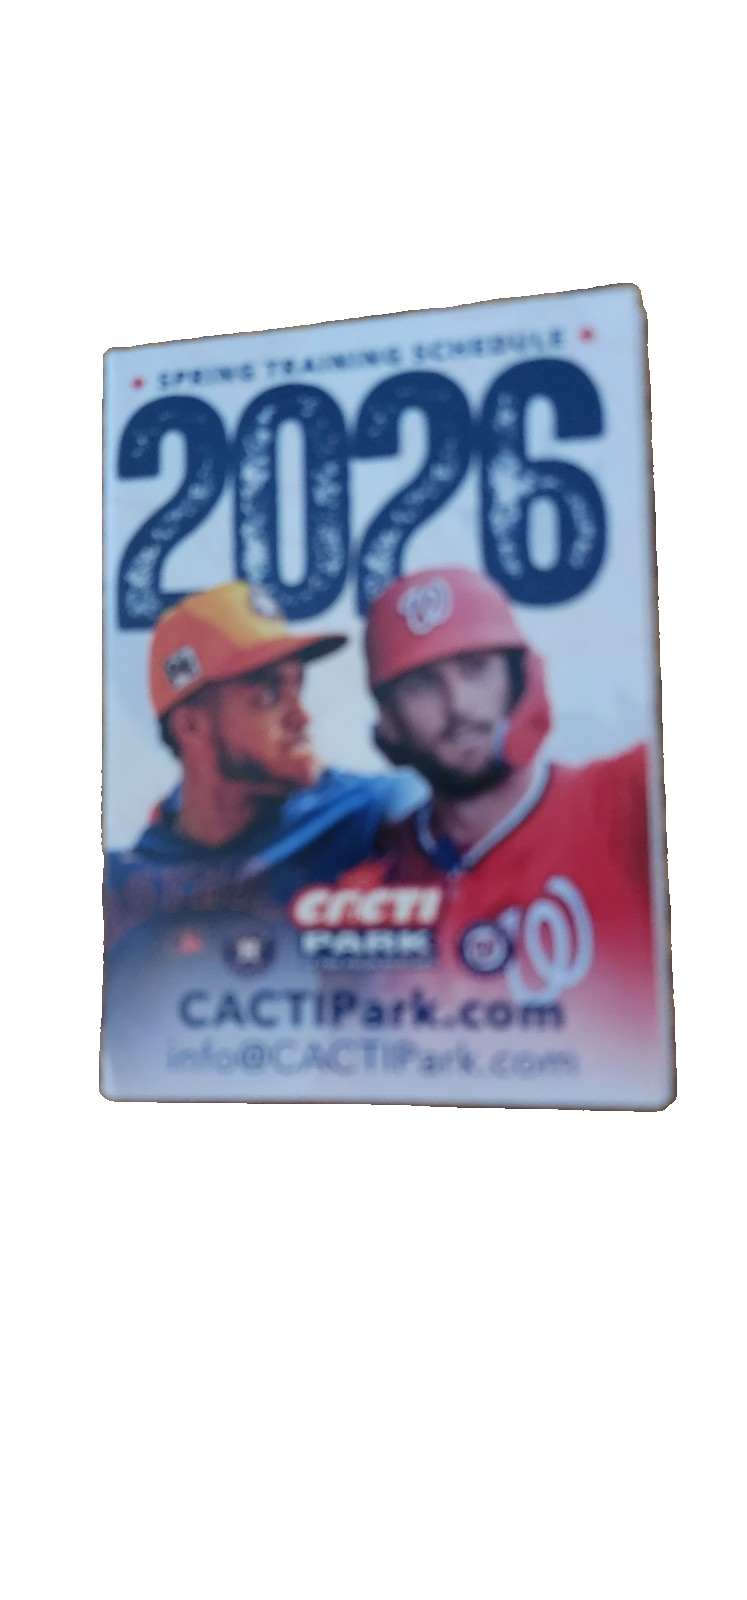 SPRING TRAINING SCHEDULE
2026
W
CACTI
PARK
W
CACTIPark.com
info@CACTIPark.com